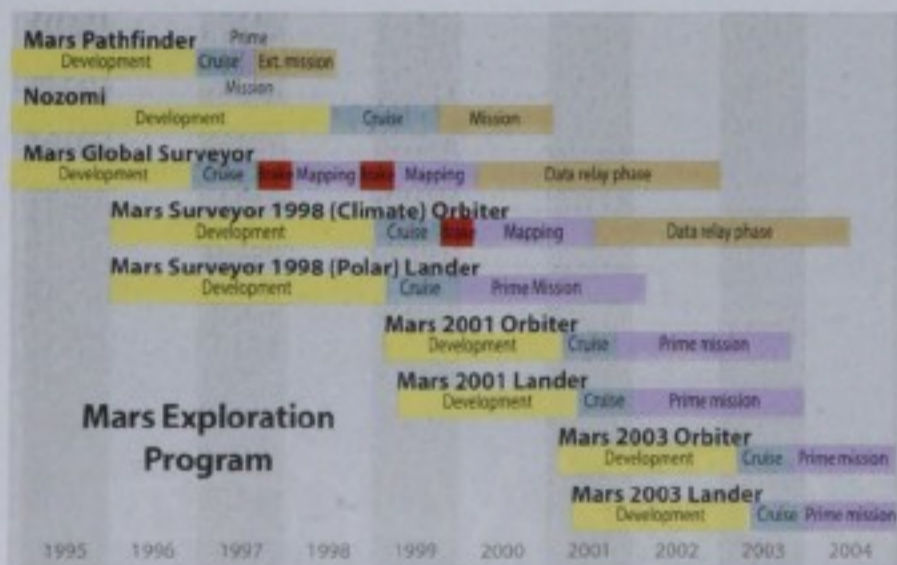 Mars Pathfinder Prime
Development Cruise Ext. mission
Mission
Nozomi
Development Cruise Mission
Mars Global Surveyor
Development Cruise Brake Mapping Brake Mapping Data relay phase
Mars Surveyor 1998 (Climate) Orbiter
Development Cruise Brake Mapping Data relay phase
Mars Surveyor 1998 (Polar) Lander
Development Cruise Prime Mission
Mars 2001 Orbiter
Development Cruise Prime mission
Mars 2001 Lander
Development Cruise Prime mission
Mars Exploration
Program
Mars 2003 Orbiter
Development Cruise Prime mission
Mars 2003 Lander
Development Cruise Prime mission
1995 1996 1997 1998 1999 2000 2001 2002 2003 2004